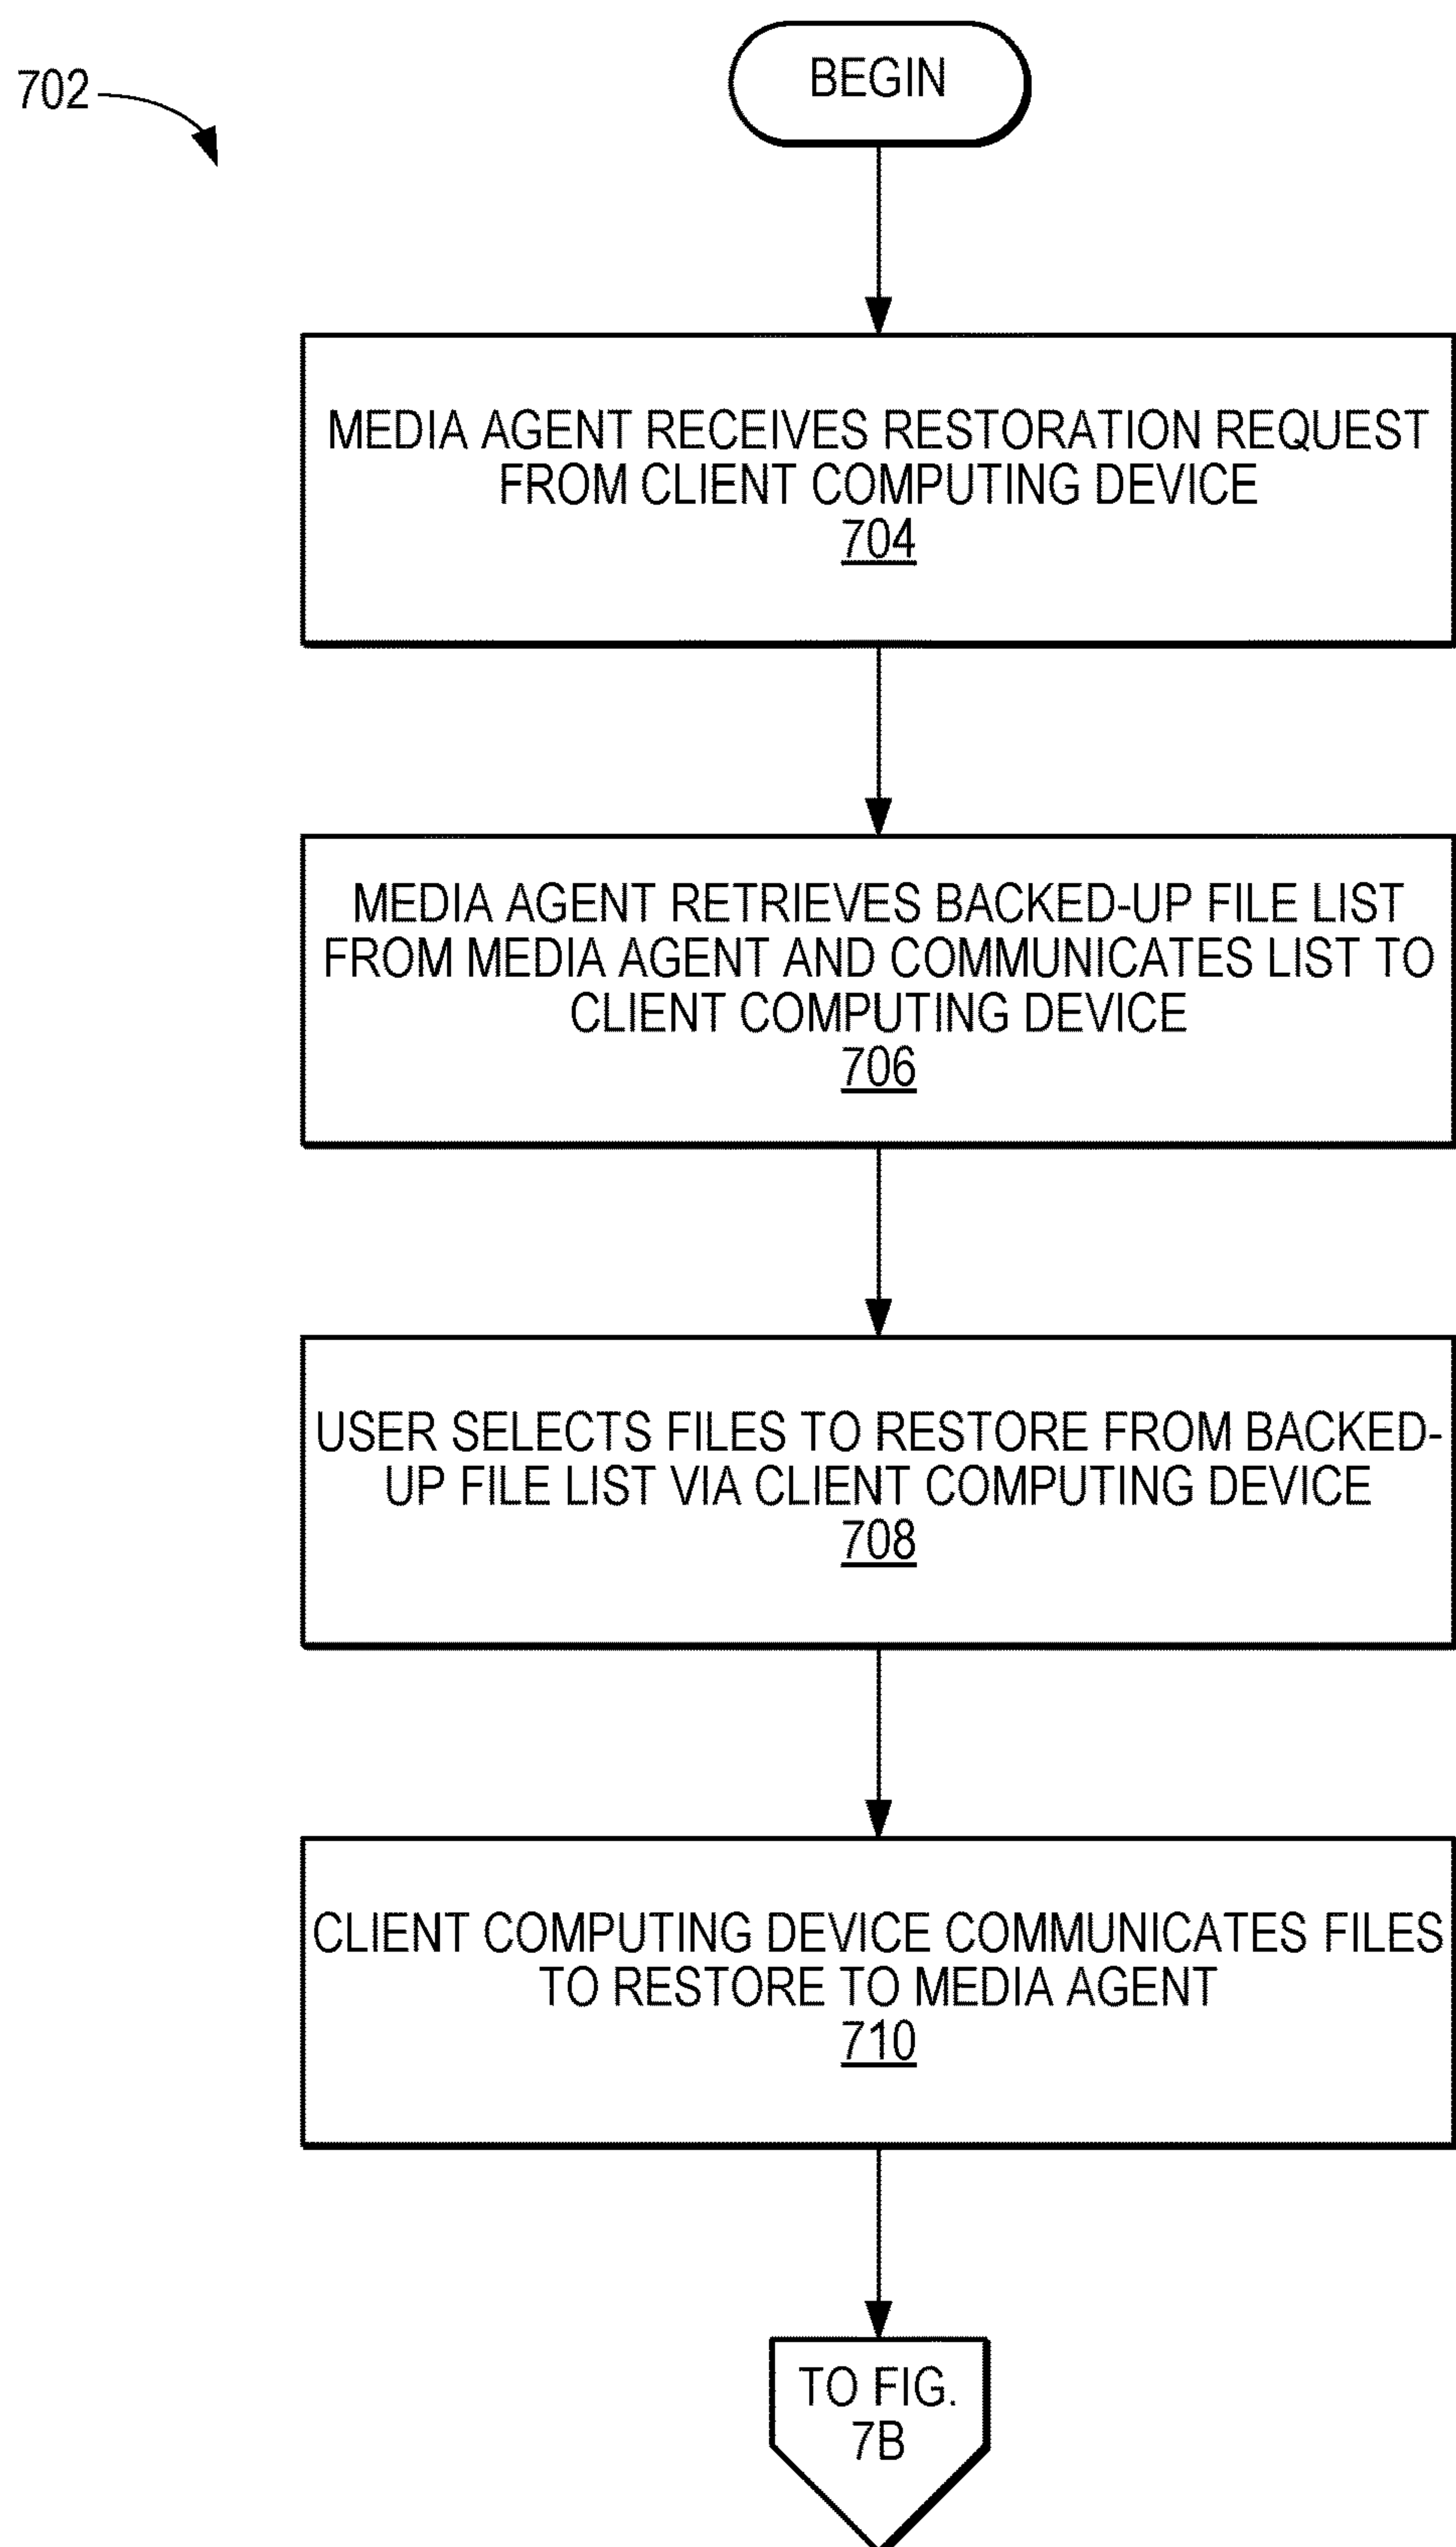 702
BEGIN
MEDIA AGENT RECEIVES RESTORATION REQUEST
FROM CLIENT COMPUTING DEVICE
704
MEDIA AGENT RETRIEVES BACKED-UP FILE LIST
FROM MEDIA AGENT AND COMMUNICATES LIST TO
CLIENT COMPUTING DEVICE
706
USER SELECTS FILES TO RESTORE FROM BACKED-
UP FILE LIST VIA CLIENT COMPUTING DEVICE
708
CLIENT COMPUTING DEVICE COMMUNICATES FILES
TO RESTORE TO MEDIA AGENT
710
TO FIG.
7B